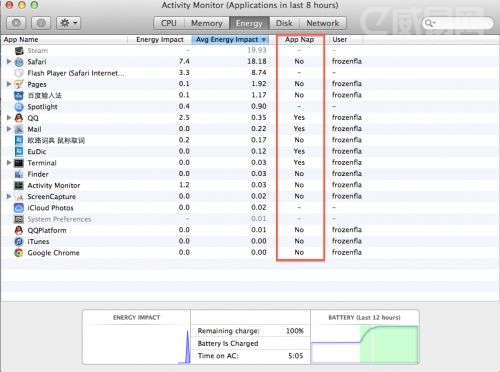 Activity Monitor (Applications in last 8 hours)
CPU Memory Energy Disk Network
App Name Energy Impact Avg Energy Impact App Nap User
Steam - 19.93 - -
Safari 7.4 18.18 No frozenfla
Flash Player (Safari Internet... 3.3 8.74 - -
Pages 0.1 1.92 No frozenfla
百度输入法 0.1 1.17 No frozenfla
Spotlight 0.4 0.90 - -
QQ 2.5 0.35 Yes frozenfla
Mail 0.0 0.22 Yes frozenfla
欧路词典 鼠标取词 0.2 0.17 No frozenfla
EuDic 0.0 0.12 Yes frozenfla
Terminal 0.0 0.03 Yes frozenfla
Finder 0.0 0.03 No frozenfla
Activity Monitor 1.2 0.03 No frozenfla
ScreenCapture 0.0 0.02 No frozenfla
iCloud Photos 0.0 0.02 - -
System Preferences - 0.01 - -
QQPlatform 0.0 0.01 No frozenfla
iTunes 0.0 0.00 No frozenfla
Google Chrome 0.0 0.00 No frozenfla
ENERGY IMPACT
Remaining charge: 100%
Battery Is Charged
Time on AC: 5:05
BATTERY (Last 12 hours)